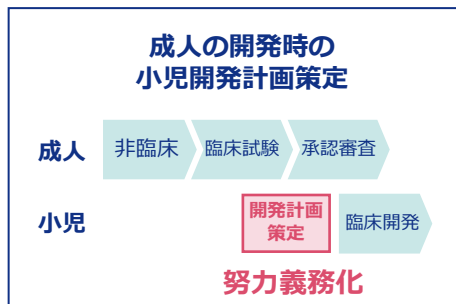 成人の開発時の
小児開発計画策定
成人
非臨床
臨床試験
承認審査
小児
開発計画
策定
臨床開発
努力義務化